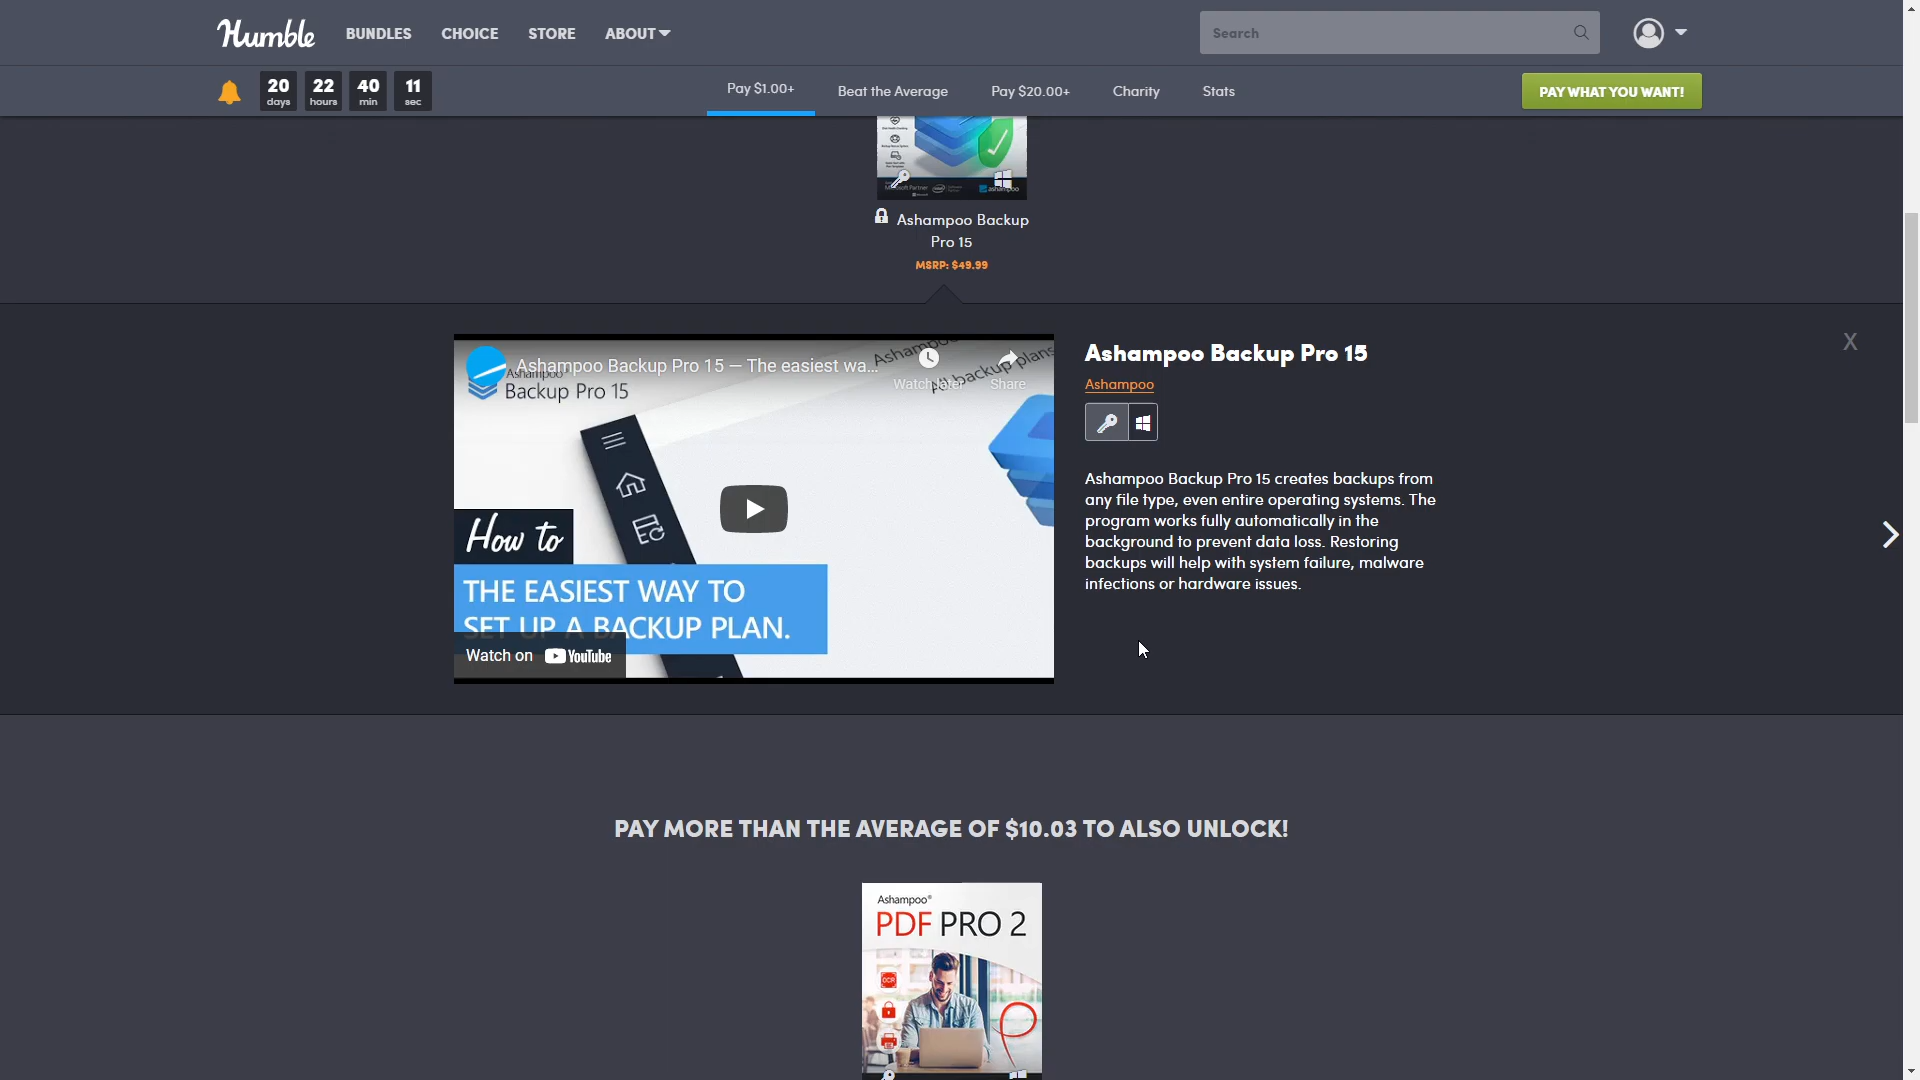 Humble
BUNDLES
CHOICE
STORE
ABOUT
Search
20
days
22
hours
40
min
11
sec
Pay $1.00+
Beat the Average
Pay $20.00+
Charity
Stats
PAY WHAT YOU WANT!
Ashampoo Backup
Pro 15
MSRP: $49.99
Ashampoo Backup Pro 15 — The easiest wa...
Watch later
Share
Ashampoo
Backup Pro 15
All backup plans
How to
THE EASIEST WAY TO
SET UP A BACKUP PLAN.
Watch on YouTube
Ashampoo Backup Pro 15
Ashampoo
X
Ashampoo Backup Pro 15 creates backups from
any file type, even entire operating systems. The
program works fully automatically in the
background to prevent data loss. Restoring
backups will help with system failure, malware
infections or hardware issues.
PAY MORE THAN THE AVERAGE OF $10.03 TO ALSO UNLOCK!
Ashampoo®
PDF PRO 2
OCR